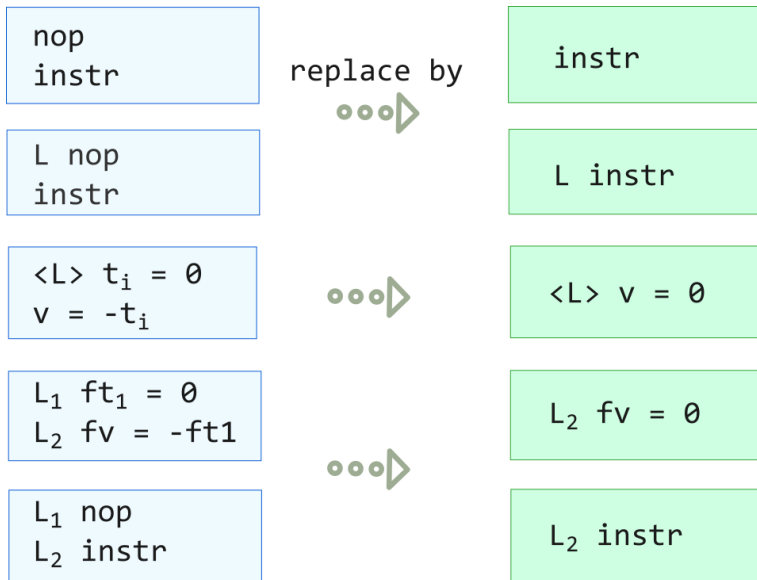 nop
instr
replace by
instr
L nop
instr
L instr
<L> tᵢ = 0
v = -tᵢ
<L> v = 0
L₁ ft₁ = 0
L₂ fv = -ft1
L₂ fv = 0
L₁ nop
L₂ instr
L₂ instr